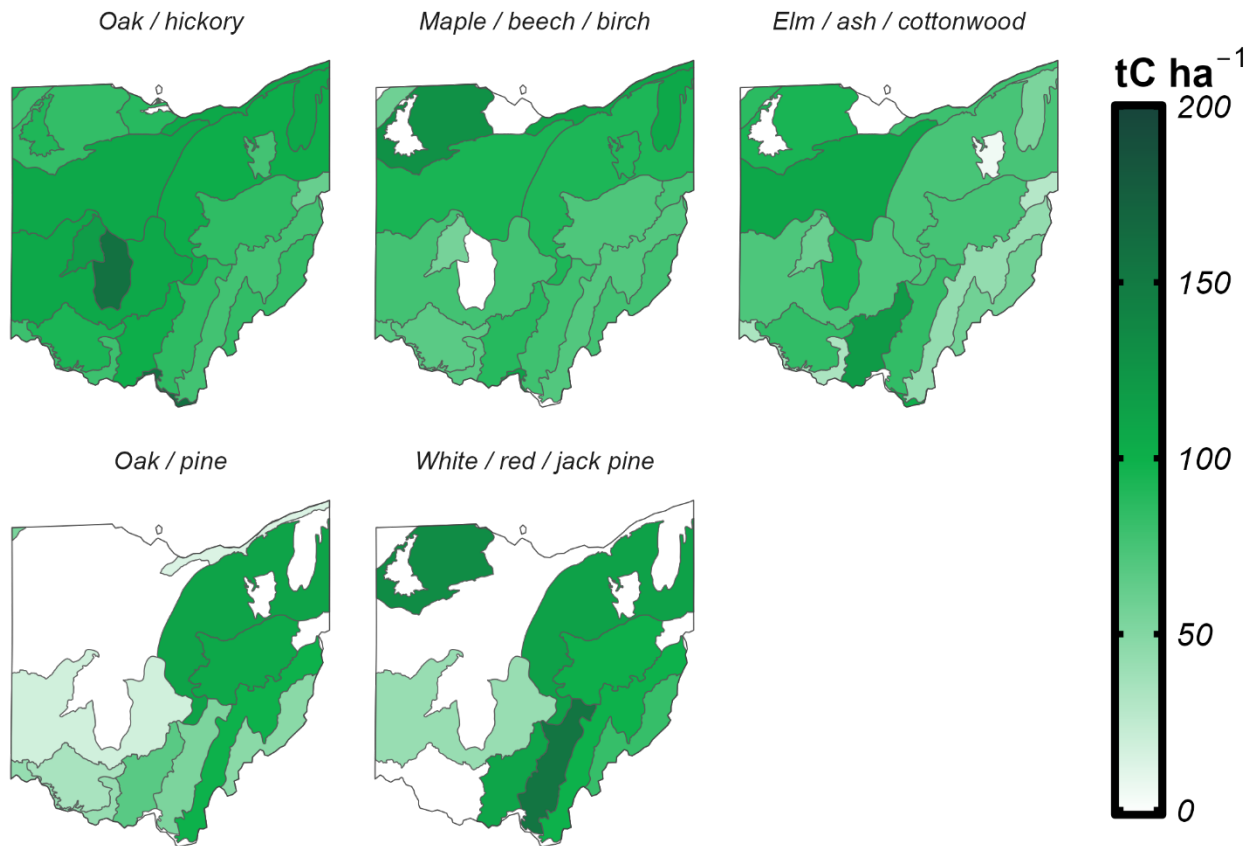 Oak / hickory
Maple / beech / birch
Elm / ash / cottonwood
tC ha⁻¹
200
150
100
50
0
Oak / pine
White / red / jack pine